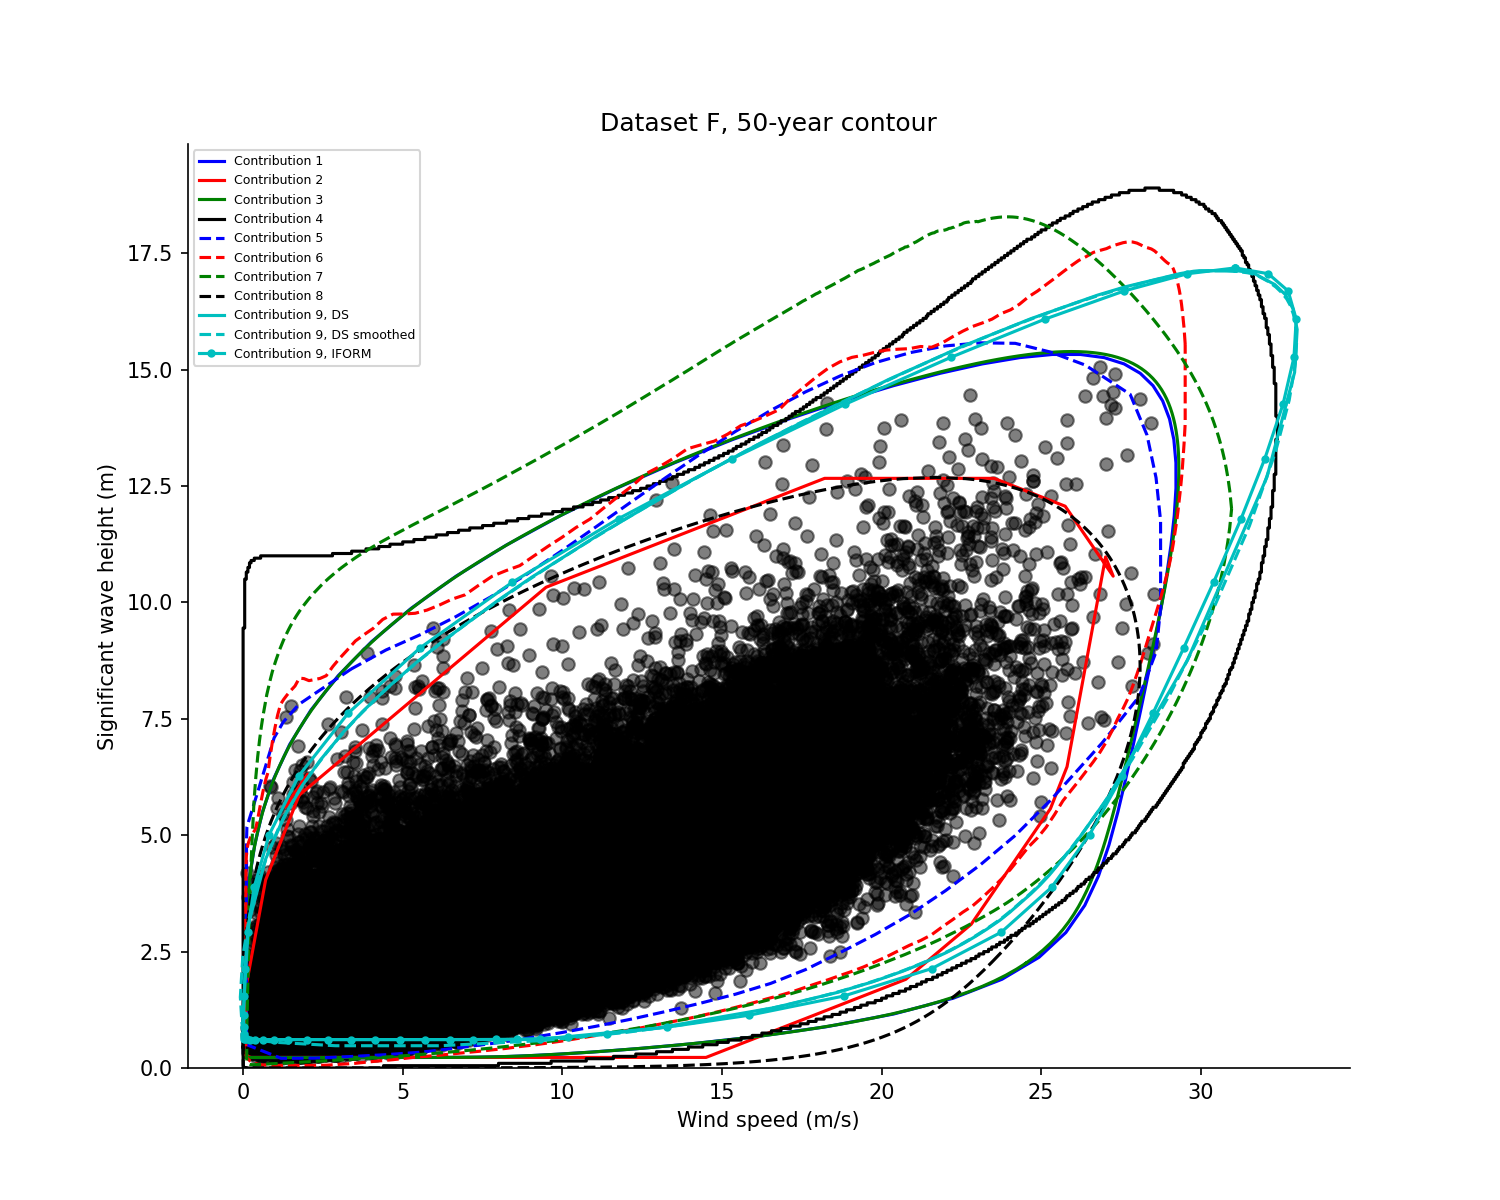 Dataset F, 50-year contour
Contribution 1
Contribution 2
Contribution 3
Contribution 4
Contribution 5
Contribution 6
Contribution 7
Contribution 8
Contribution 9, DS
Contribution 9, DS smoothed
Contribution 9, IFORM
Significant wave height (m)
17.5
15.0
12.5
10.0
7.5
5.0
2.5
0.0
0 5 10 15 20 25 30
Wind speed (m/s)